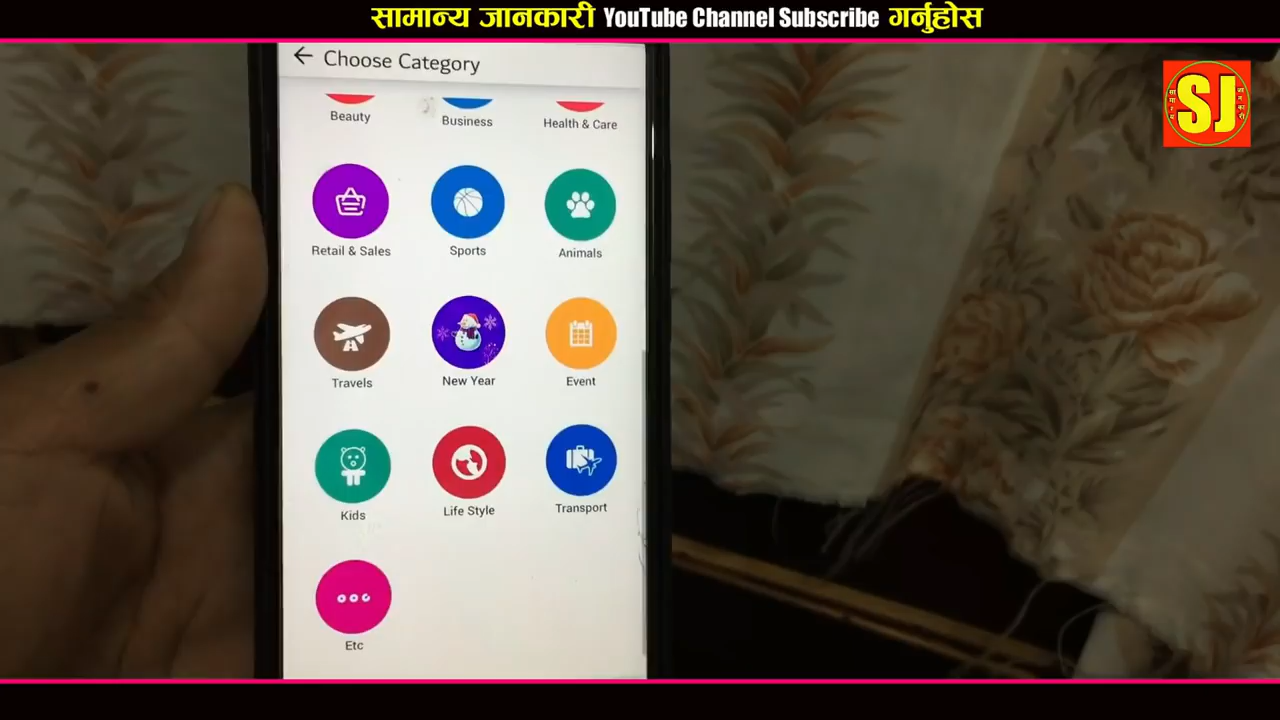 सामान्य जानकारी YouTube Channel Subscribe गर्नुहोस
Choose Category
SJ
Beauty
Business
Health & Care
Retail & Sales
Sports
Animals
Travels
New Year
Event
Kids
Life Style
Transport
Etc